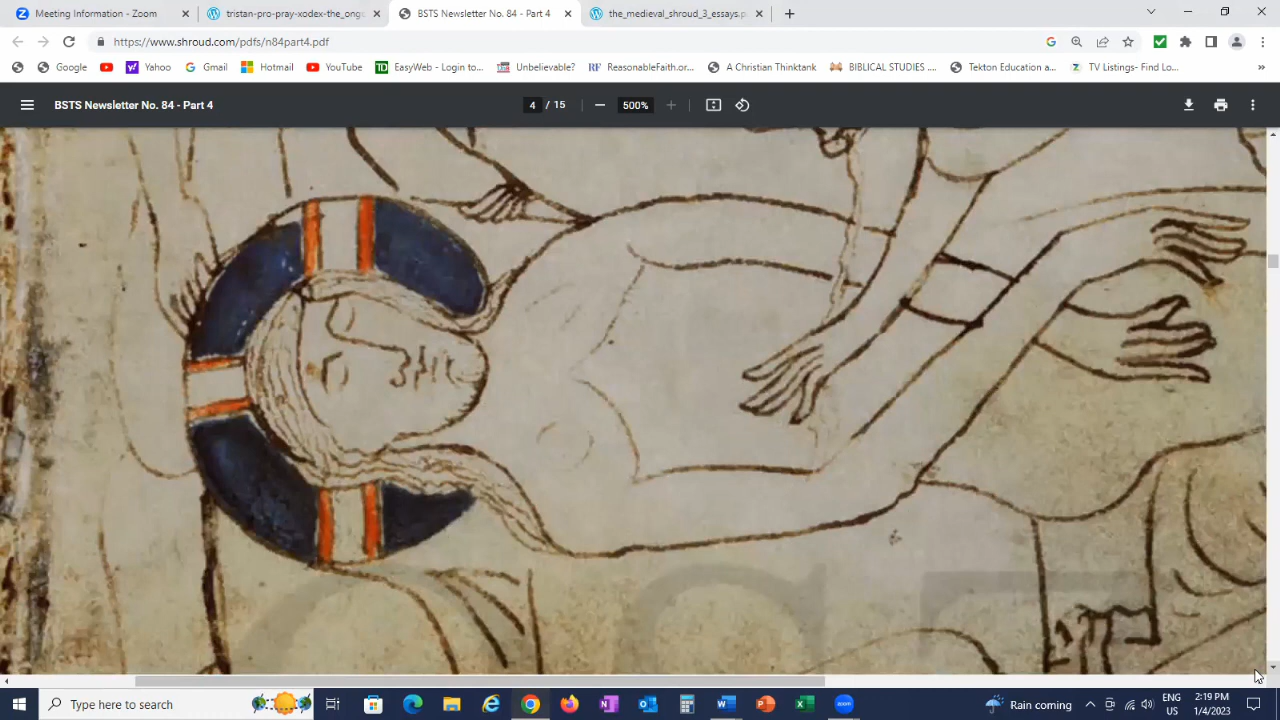 Meeting Information - Zoom
tristan-pro-pray-xodex-the_ong
BSTS Newsletter No. 84 - Part 4
the_medieval_shroud_3_essays.p
https://www.shroud.com/pdfs/n84part4.pdf
Google Yahoo Gmail Hotmail YouTube EasyWeb - Login to... Unbelievable? ReasonableFaith.or... A Christian Thinktank BIBLICAL STUDIES .... Tekton Education a... TV Listings- Find Lo...
BSTS Newsletter No. 84 - Part 4
4 / 15
500%
Type here to search
Rain coming
ENG
US
2:19 PM
1/4/2023